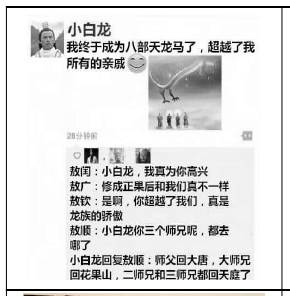 小白龙
我终于成为八部天龙马了，超越了我
所有的亲戚
28分钟前
敖闰：小白龙，我真为你高兴
敖广：修成正果后和我们真不一样
敖钦：是啊，你超越了我们，真是
龙族的骄傲
敖顺：小白龙你三个师兄呢，都去
哪了
小白龙回复敖顺：师父回大唐，大师兄
回花果山，二师兄和三师兄都回天庭了